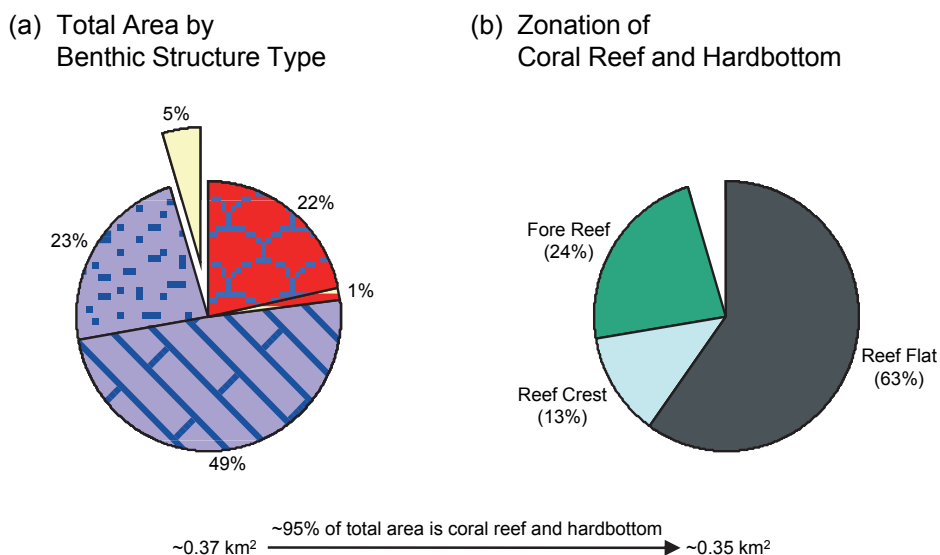 (a) Total Area by
Benthic Structure Type
5%
22%
23%
1%
49%
(b) Zonation of
Coral Reef and Hardbottom
Fore Reef
(24%)
Reef Flat
(63%)
Reef Crest
(13%)
~95% of total area is coral reef and hardbottom
~0.37 km²
~0.35 km²